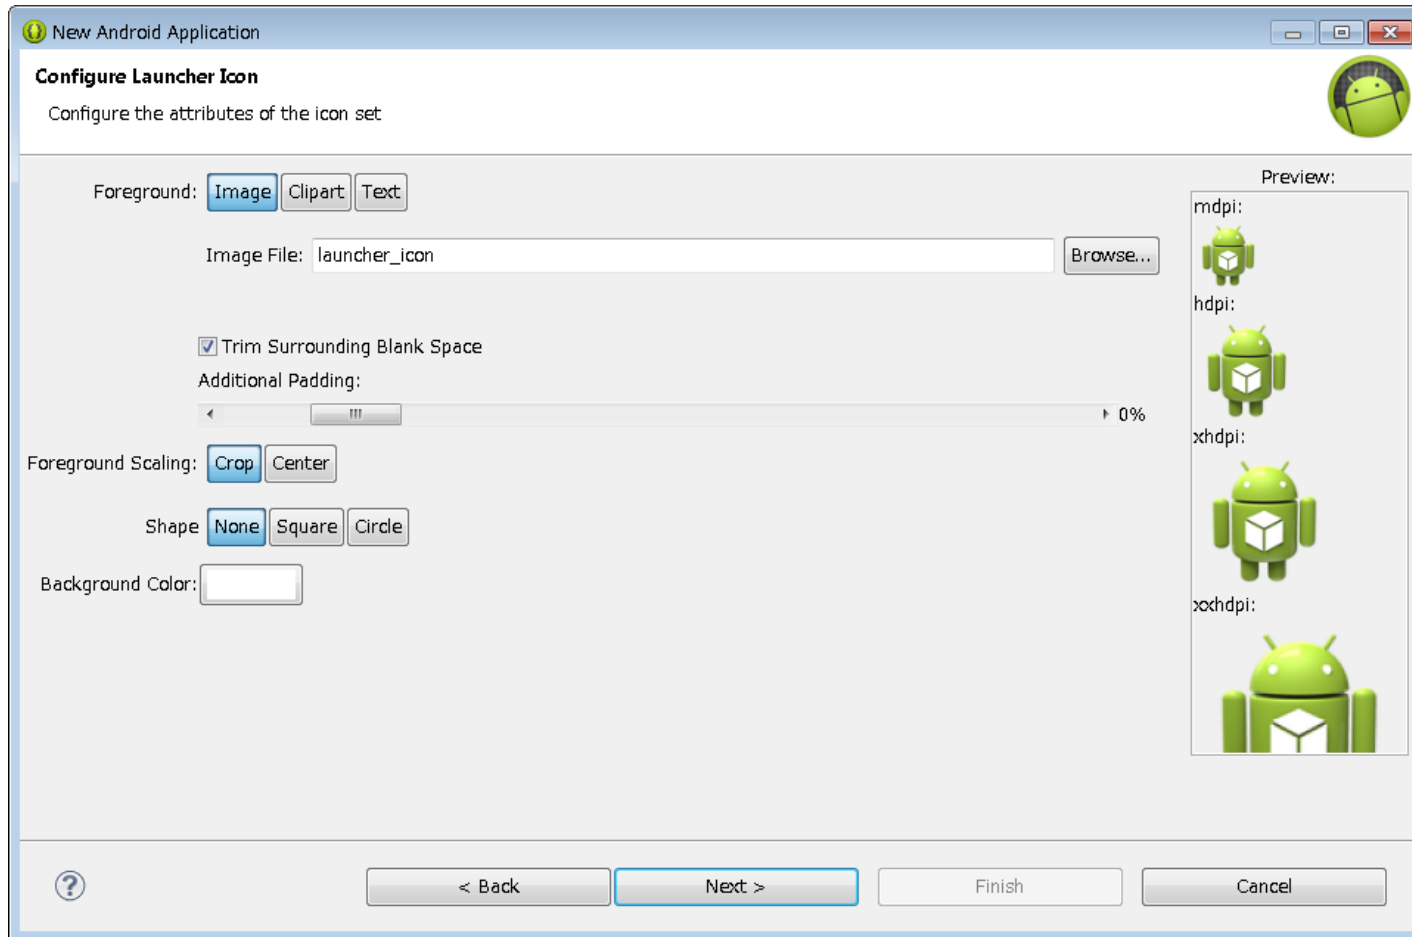 New Android Application
Configure Launcher Icon
Configure the attributes of the icon set
Foreground: Image Clipart Text
Image File: launcher_icon Browse...
Trim Surrounding Blank Space
Additional Padding:
0%
Foreground Scaling: Crop Center
Shape None Square Circle
Background Color:
Preview:
mdpi:
hdpi:
xhdpi:
xxhdpi:
?
< Back Next > Finish Cancel